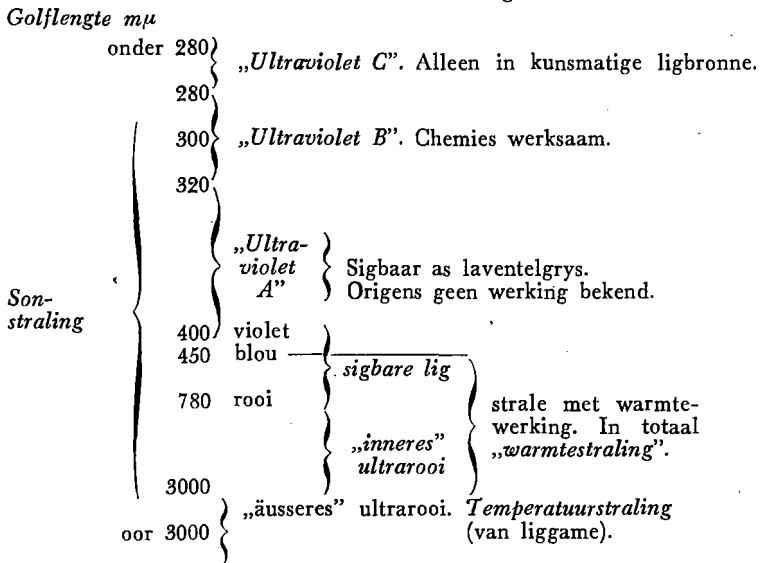 Golflengte mμ
onder 280
„Ultraviolet C”. Alleen in kunsmatige ligbronne.
280
300 „Ultraviolet B”. Chemies werksaam.
320
„Ultra-
violet
A”
Sigbaar as laventelgrys.
Origens geen werking bekend.
Son-
straling
400 violet
450 blou
sigbare lig
780 rooi
strale met warmte-
werking. In totaal
„warmtestraling”.
„inneres”
ultrarooi
3000
„äusseres” ultrarooi. Temperatuurstraling
(van liggame).
oor 3000